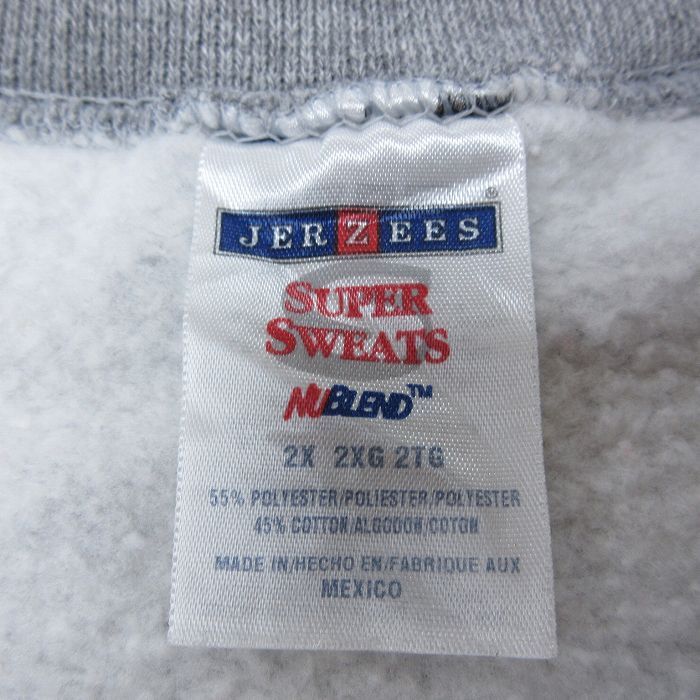 JERZEES®
SUPER
SWEATS
NUBLEND™
2X 2XG 2TG
55% POLYESTER/POLIESTER/POLYESTER
45% COTTON/ALGODON/COTON
MADE IN/HECHO EN/FABRIQUE AUX
MEXICO